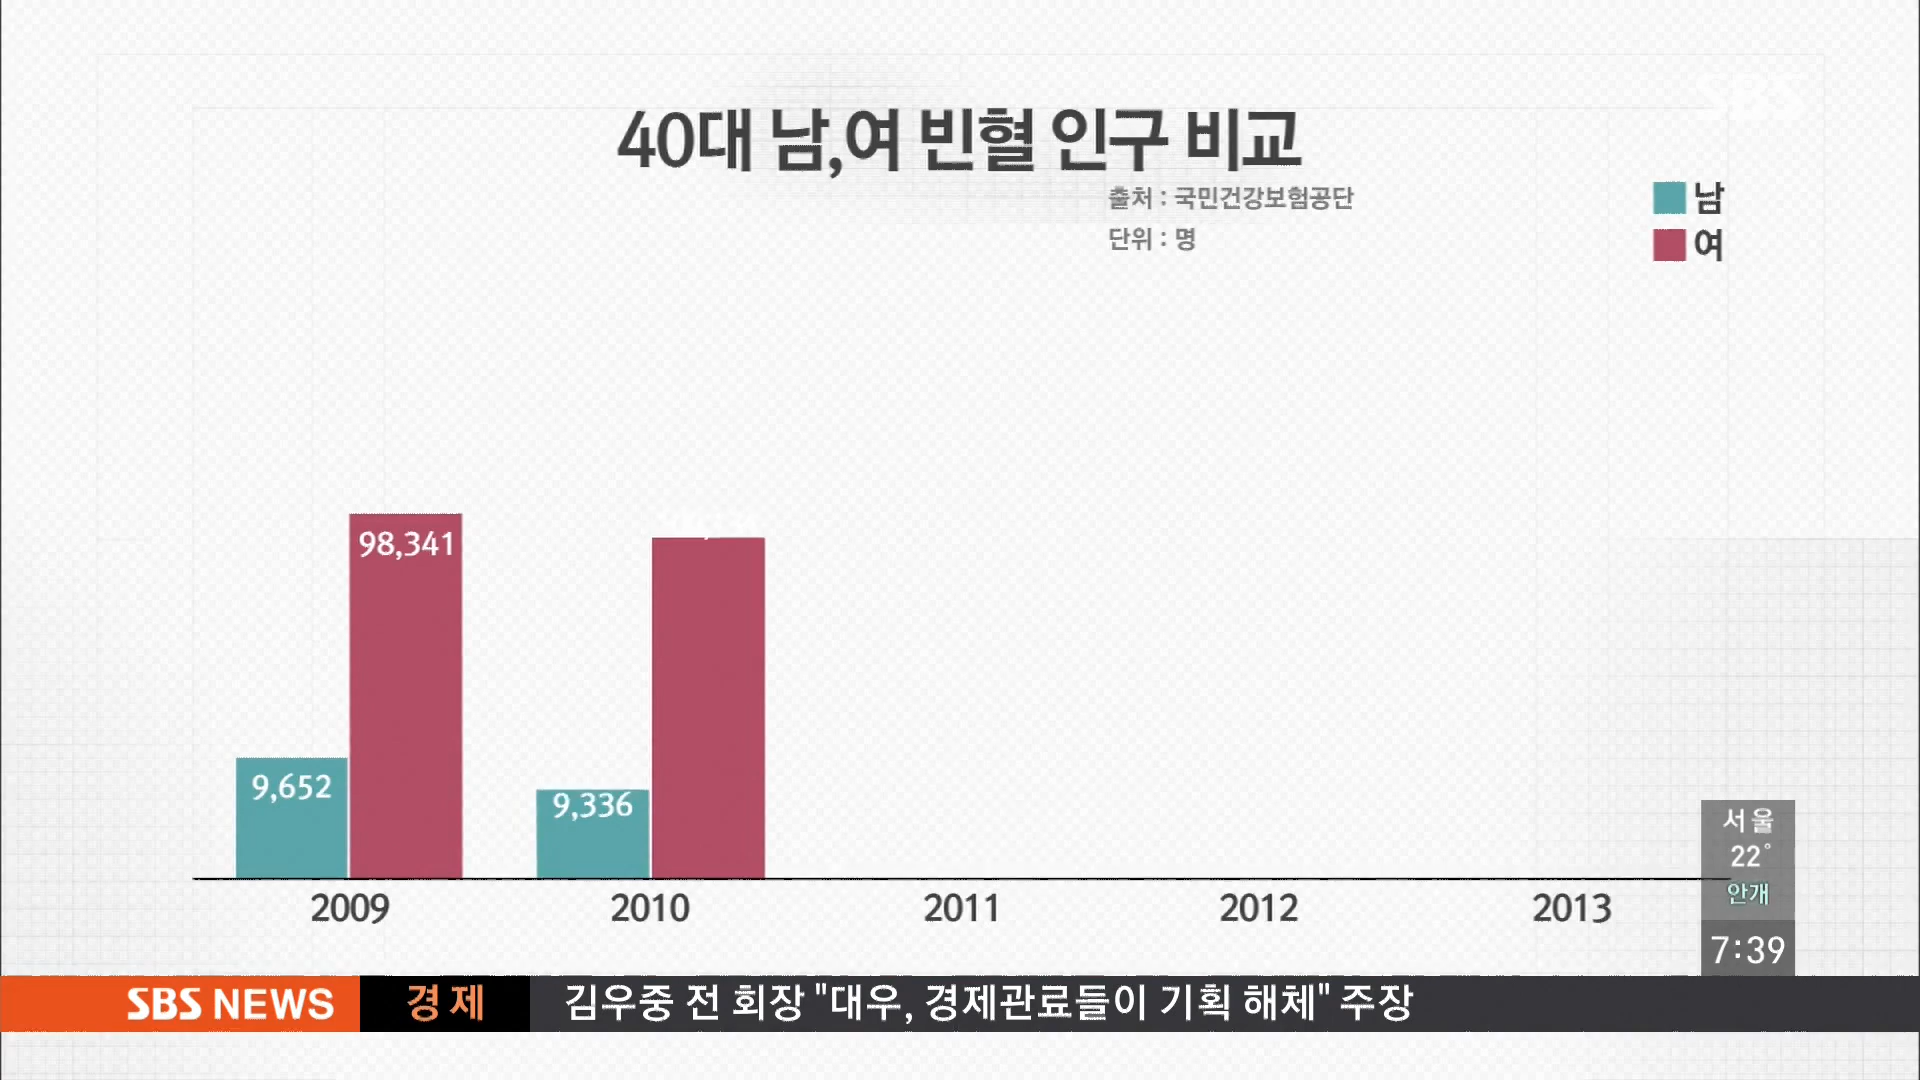 40대 남,여 빈혈 인구 비교
출처 : 국민건강보험공단
단위 : 명
남
여
98,341
9,652
9,336
2009
2010
2011
2012
2013
서울
22°
안개
7:39
SBS NEWS
경제
김우중 전 회장 "대우, 경제관료들이 기획 해체" 주장